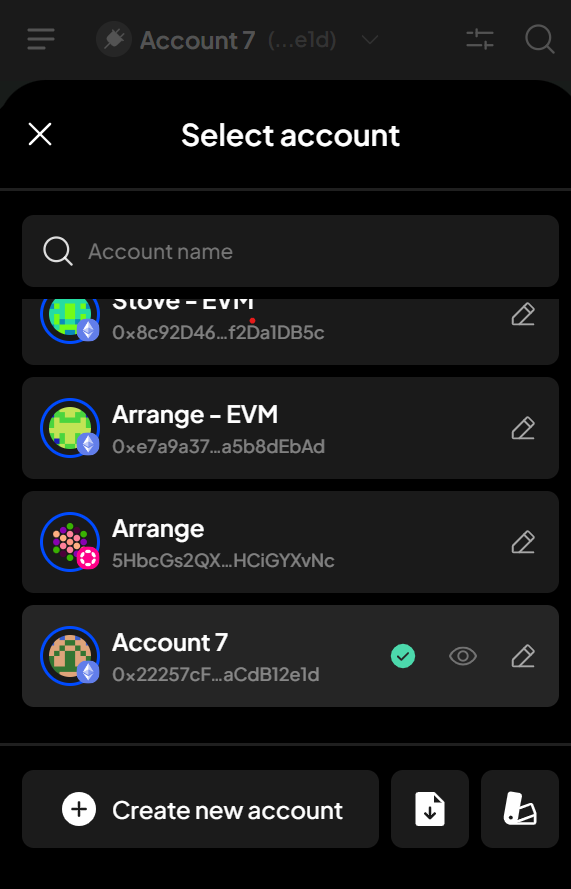 Account 7 (...e1d)
Select account
Account name
Stove - EVM
0x8c92D46...f2Da1DB5c
Arrange - EVM
0xe7a9a37...a5b8dEbAd
Arrange
5HbcGs2QX...HCiGYXvNc
Account 7
0x22257cF...aCdB12e1d
Create new account